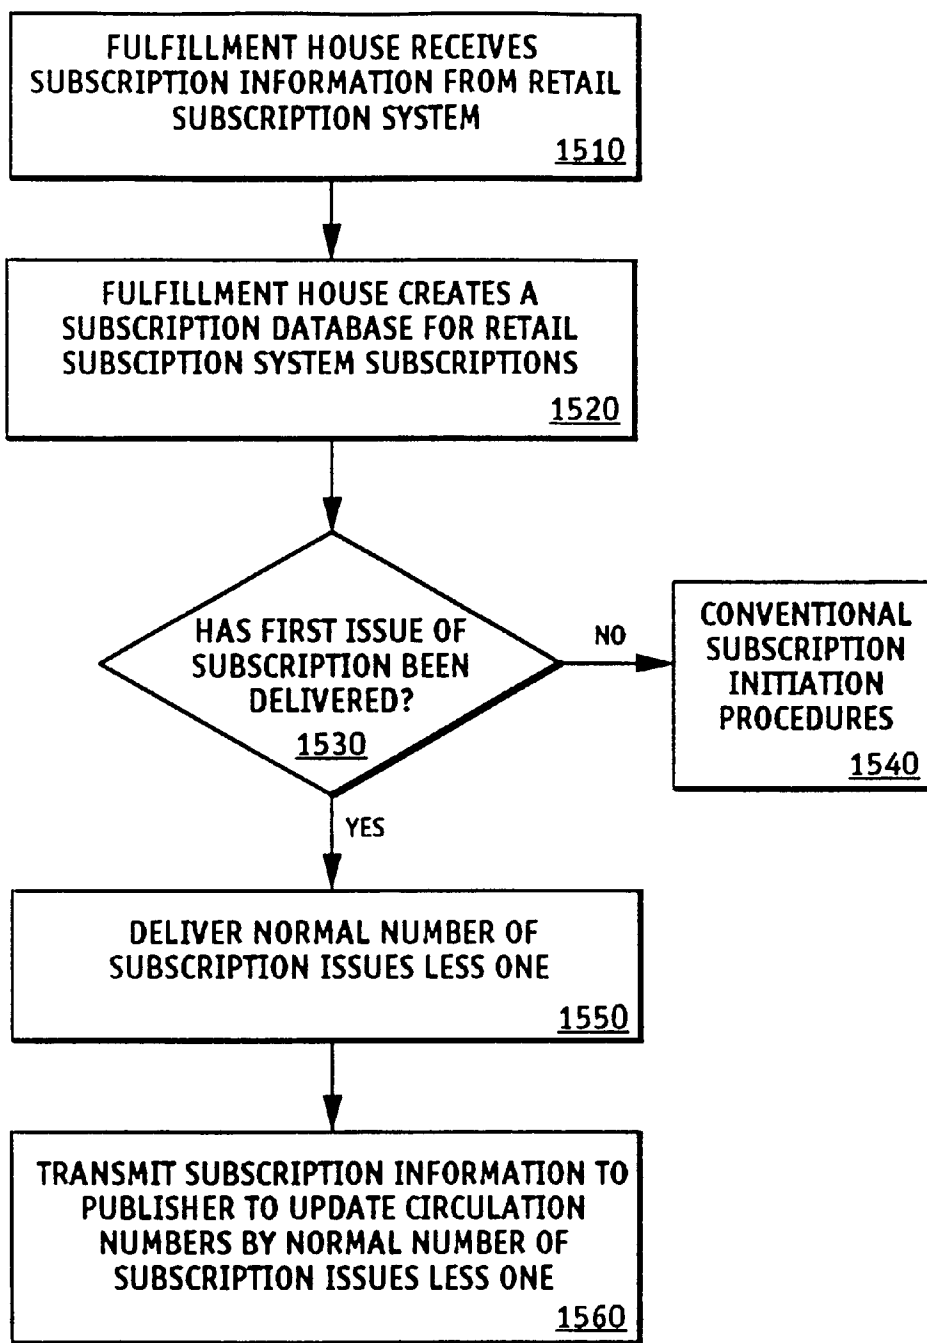 FULFILLMENT HOUSE RECEIVES
SUBSCRIPTION INFORMATION FROM RETAIL
SUBSCRIPTION SYSTEM
1510
FULFILLMENT HOUSE CREATES A
SUBSCRIPTION DATABASE FOR RETAIL
SUBSCIPTION SYSTEM SUBSCRIPTIONS
1520
HAS FIRST ISSUE OF
SUBSCRIPTION BEEN
DELIVERED?
1530
NO
CONVENTIONAL
SUBSCRIPTION
INITIATION
PROCEDURES
1540
YES
DELIVER NORMAL NUMBER OF
SUBSCRIPTION ISSUES LESS ONE
1550
TRANSMIT SUBSCRIPTION INFORMATION TO
PUBLISHER TO UPDATE CIRCULATION
NUMBERS BY NORMAL NUMBER OF
SUBSCRIPTION ISSUES LESS ONE
1560